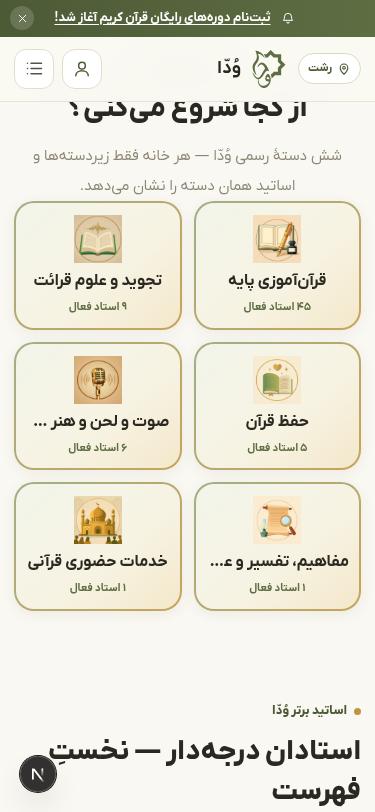 ثبت‌نام دوره‌های رایگان قرآن کریم آغاز شد!
رشت
وُدّا
از کجا شروع می‌کنی؟
شش دستهٔ رسمی وُدّا — هر خانه فقط زیردسته‌ها و
اساتید همان دسته را نشان می‌دهد.
قرآن‌آموزی پایه
۴۵ استاد فعال
تجوید و علوم قرائت
۹ استاد فعال
حفظ قرآن
۵ استاد فعال
صوت و لحن و هنر ...
۶ استاد فعال
مفاهیم، تفسیر و عـ...
۱ استاد فعال
خدمات حضوری قرآنی
۱ استاد فعال
اساتید برتر وُدّا
استادان درجه‌دار — نخستِ
فهرست
N